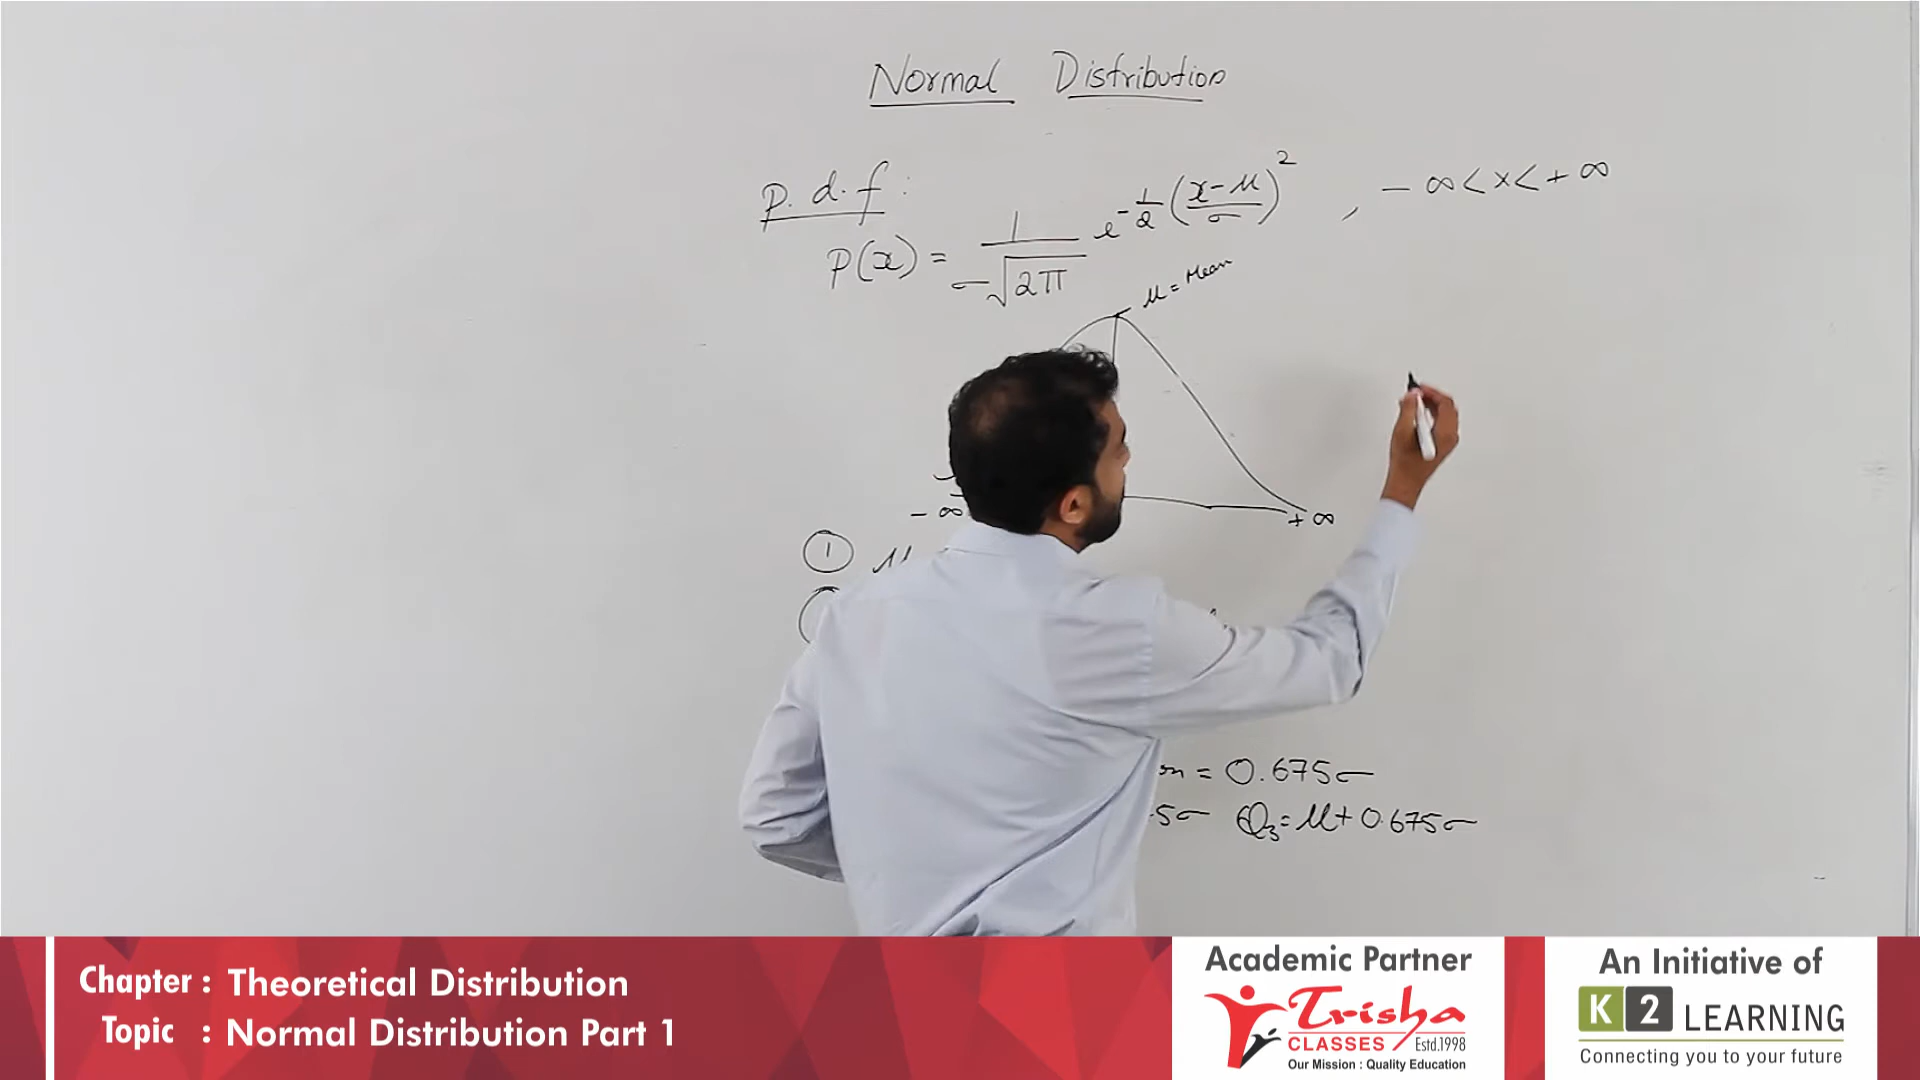 Normal Distribution
p.d.f:
P(x) = 1/σ√2π e^-1/2(x-μ/σ)^2 , -∞<x<+∞
μ = Mean
-∞ +∞
① μ
= 0.675σ
.5σ Q3 = μ+0.675σ
Chapter : Theoretical Distribution
Topic : Normal Distribution Part 1
Academic Partner
Trisha
CLASSES Estd.1998
Our Mission : Quality Education
An Initiative of
K2 LEARNING
Connecting you to your future